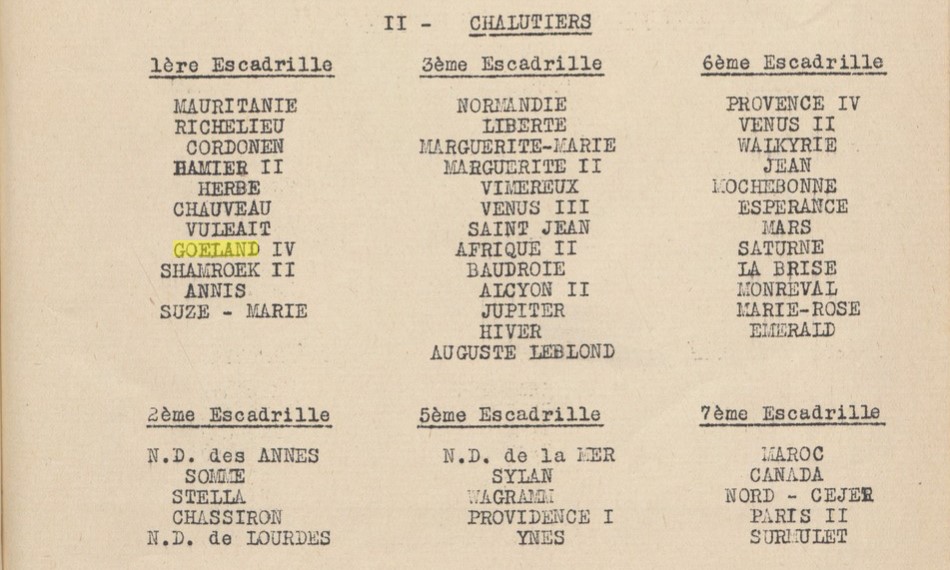 II - CHALUTIERS
1ère Escadrille
MAURITANIE
RICHELIEU
CORDONEN
HAMIER II
HERBE
CHAUVEAU
VULEAIT
GOELAND IV
SHAMROEK II
ANNIS
SUZE - MARIE
3ème Escadrille
NORMANDIE
LIBERTE
MARGUERITE-MARIE
MARGUERITE II
VIMEREUX
VENUS III
SAINT JEAN
AFRIQUE II
BAUDROIE
ALCYON II
JUPITER
HIVER
AUGUSTE LEBLOND
6ème Escadrille
PROVENCE IV
VENUS II
WALKYRIE
JEAN
MOCHEBONNE
ESPERANCE
MARS
SATURNE
LA BRISE
MONREVAL
MARIE-ROSE
EMERALD
2ème Escadrille
N.D. des ANNES
SOMME
STELLA
CHASSIRON
N.D. de LOURDES
5ème Escadrille
N.D. de la MER
SYLAN
WAGRAMM
PROVIDENCE I
YNES
7ème Escadrille
MAROC
CANADA
NORD - CEJER
PARIS II
SURMULET